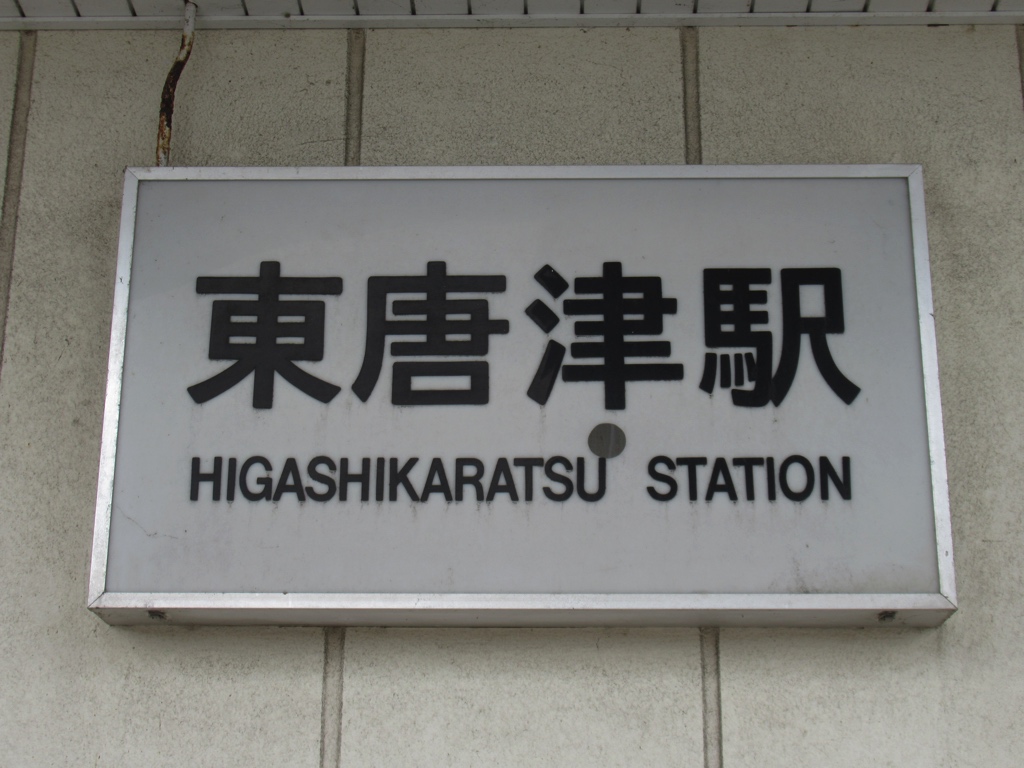 東唐津駅
HIGASHIKARATSU STATION